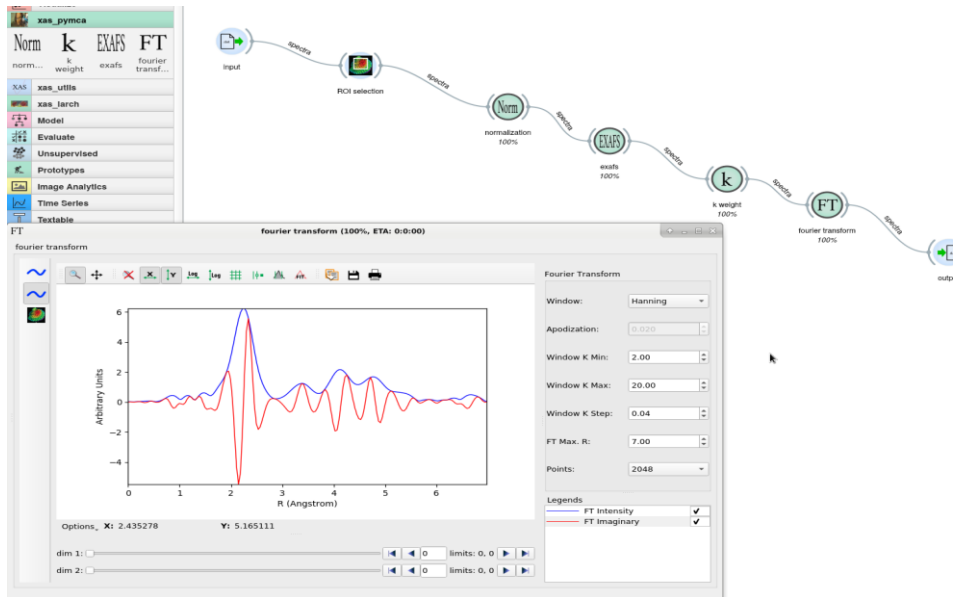 xas_pymca
Norm k EXAFS FT
norm... k weight exafs fourier transf...
XAS xas_utils
xas_larch
Model
Evaluate
Unsupervised
Prototypes
Image Analytics
Time Series
Textable
input
spectra
ROI selection
spectra
Norm
normalization
100%
spectra
EXAFS
exafs
100%
spectra
k
k weight
100%
spectra
FT
fourier transform
100%
spectra
outp
FT fourier transform (100%, ETA: 0:0:00)
fourier transform
Log Log
Arbitrary Units
6
4
2
0
−2
−4
0 1 2 3 4 5 6
R (Angstrom)
Options X: 2.435278 Y: 5.165111
dim 1: 0 limits: 0, 0
dim 2: 0 limits: 0, 0
Fourier Transform
Window: Hanning
Apodization: 0.020
Window K Min: 2.00
Window K Max: 20.00
Window K Step: 0.04
FT Max. R: 7.00
Points: 2048
Legends
FT Intensity
FT Imaginary